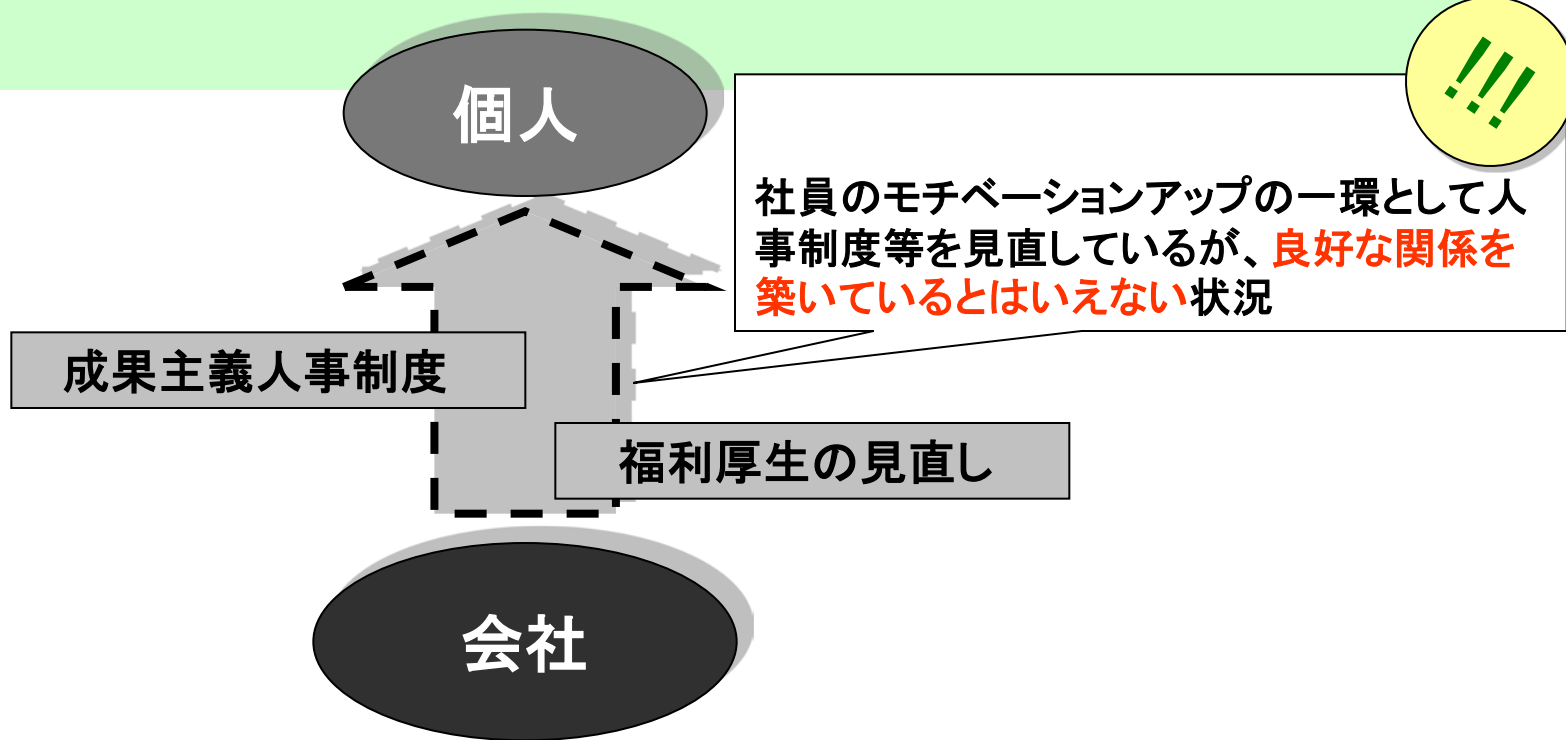 !!!
個人
社員のモチベーションアップの一環として人
事制度等を見直しているが、良好な関係を
築いているとはいえない状況
成果主義人事制度
福利厚生の見直し
会社